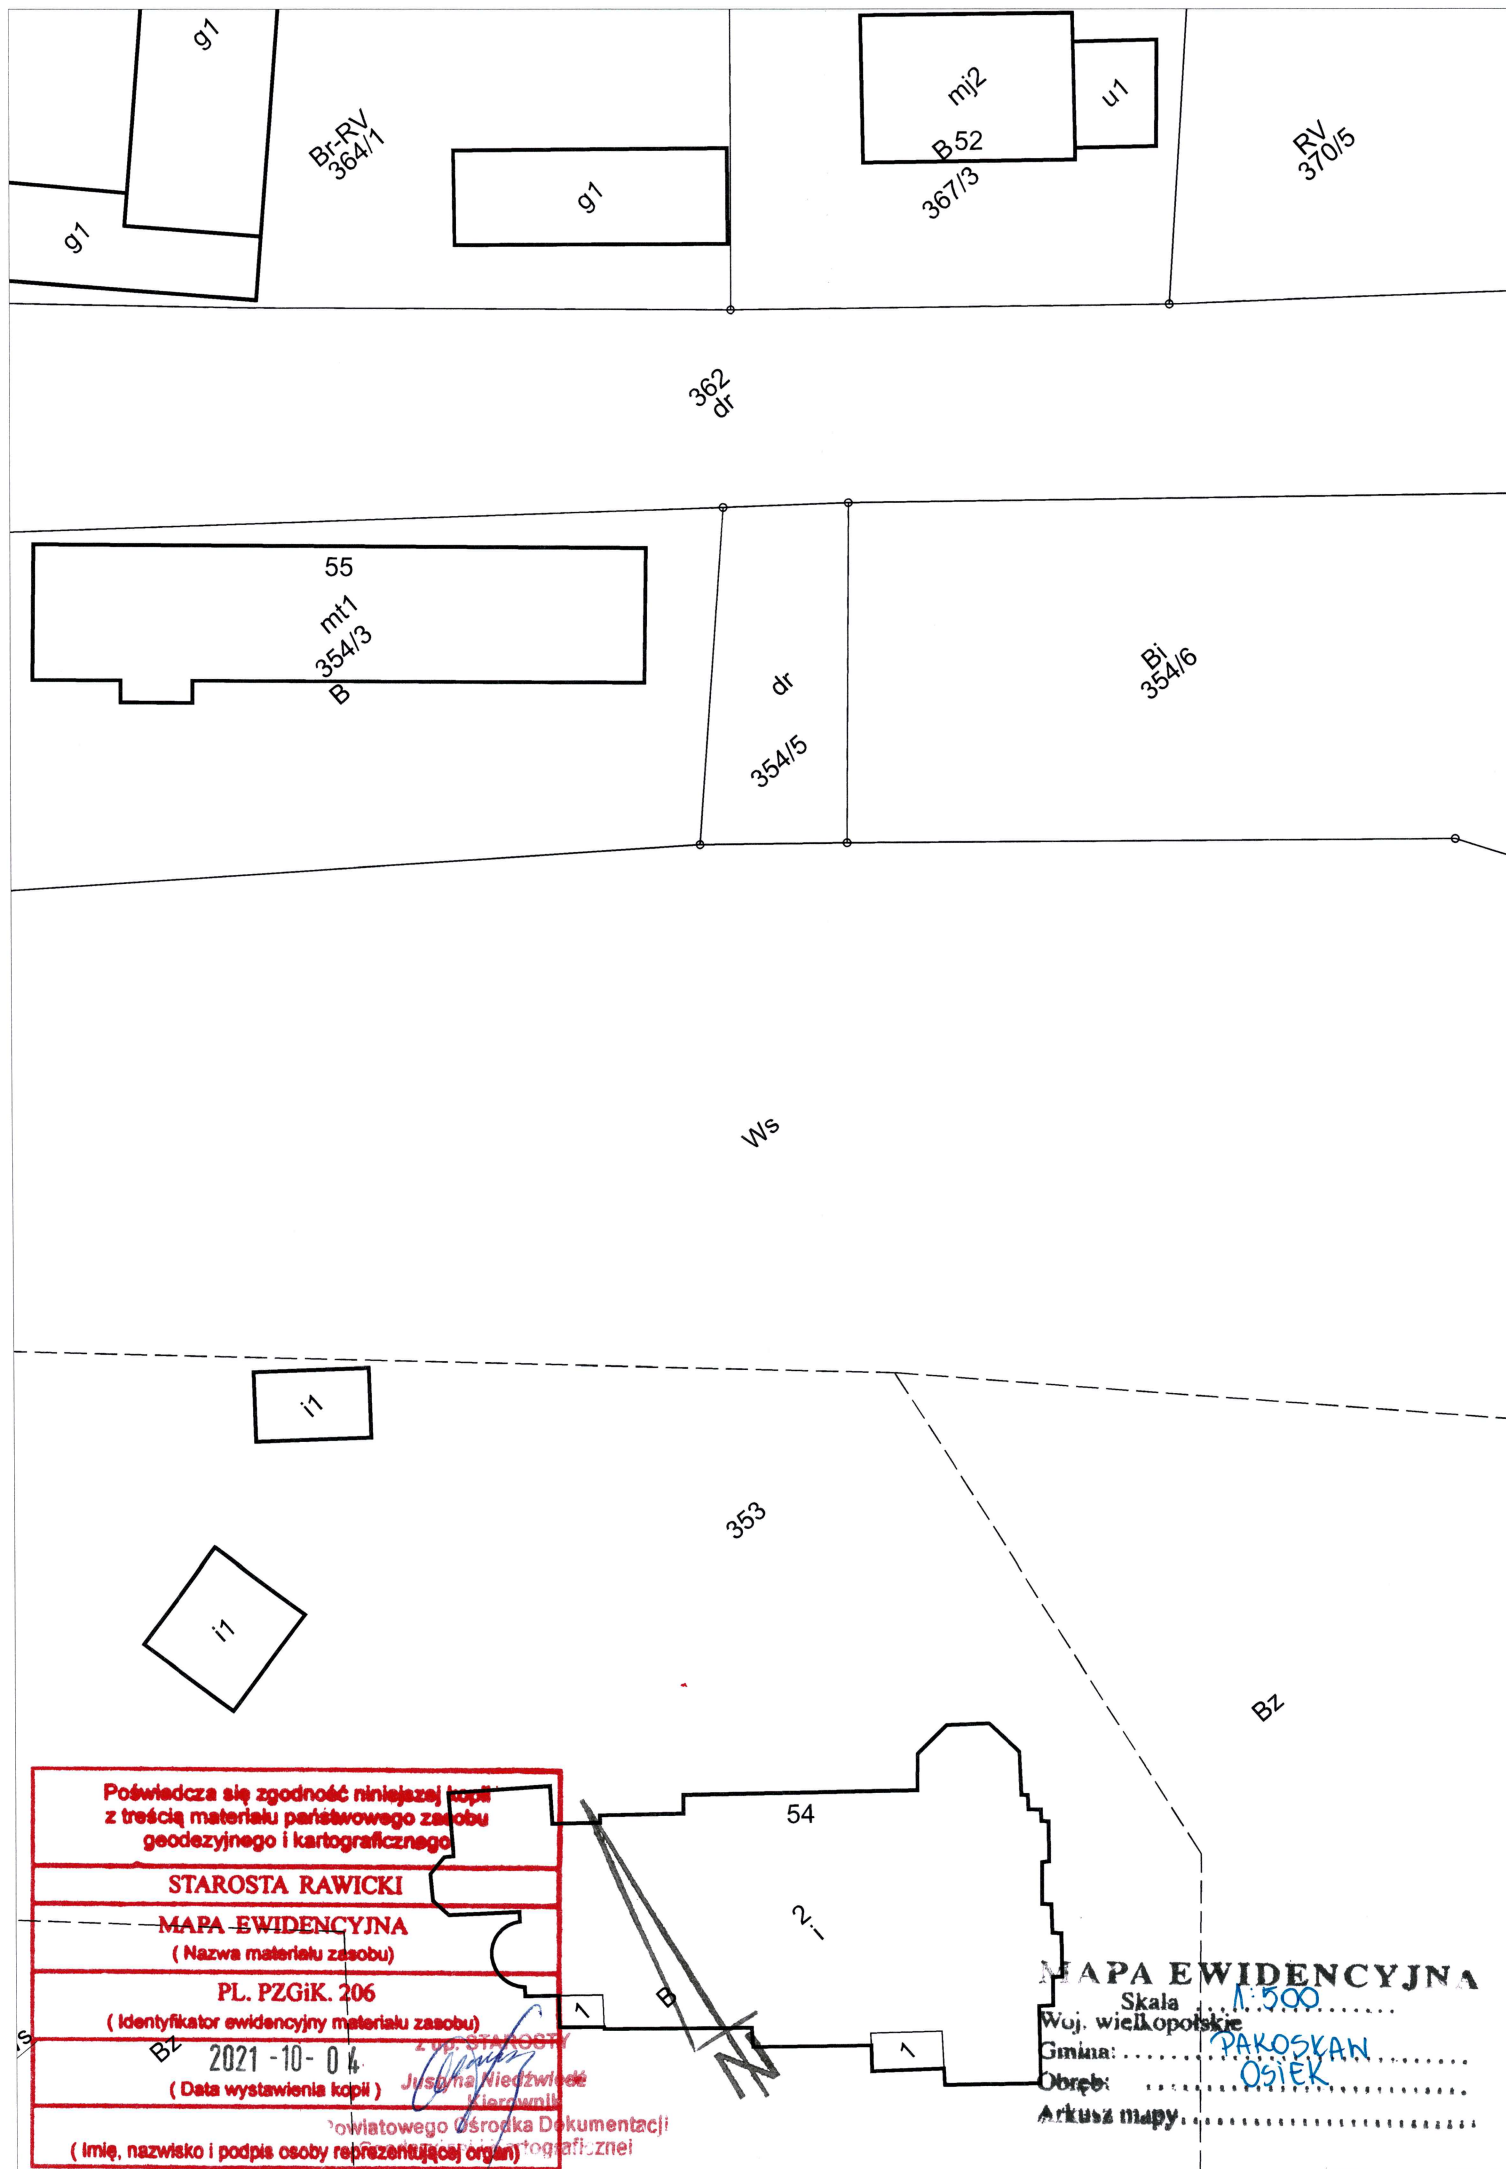 g1
mj2
u1
Br-RV
364/1
B 52
RV
370/5
g1
367/3
g1
362
dr
55
mt1
354/3
B
Bi
354/6
dr
354/5
Ws
i1
353
i1
Bz
Poświadcza się zgodność niniejszej kopii
z treścią materiału państwowego zasobu
geodezyjnego i kartograficznego
54
STAROSTA RAWICKI
2
i
MAPA EWIDENCYJNA
( Nazwa materiału zasobu)
PL. PZGiK. 206
( Identyfikator ewidencyjny materiału zasobu)
1
B
Bz
2021 -10- 04
( Data wystawienia kopii )
z up. STAROSTY
Justyna Niedźwiedź
Kierownik
Powiatowego Ośrodka Dokumentacji
( Imię, nazwisko i podpis osoby reprezentującej organ)
N
1
MAPA EWIDENCYJNA
Skala 1:500
Woj. wielkopolskie
Gmina: PAKOSŁAW
Obręb: OSIEK
Arkusz mapy